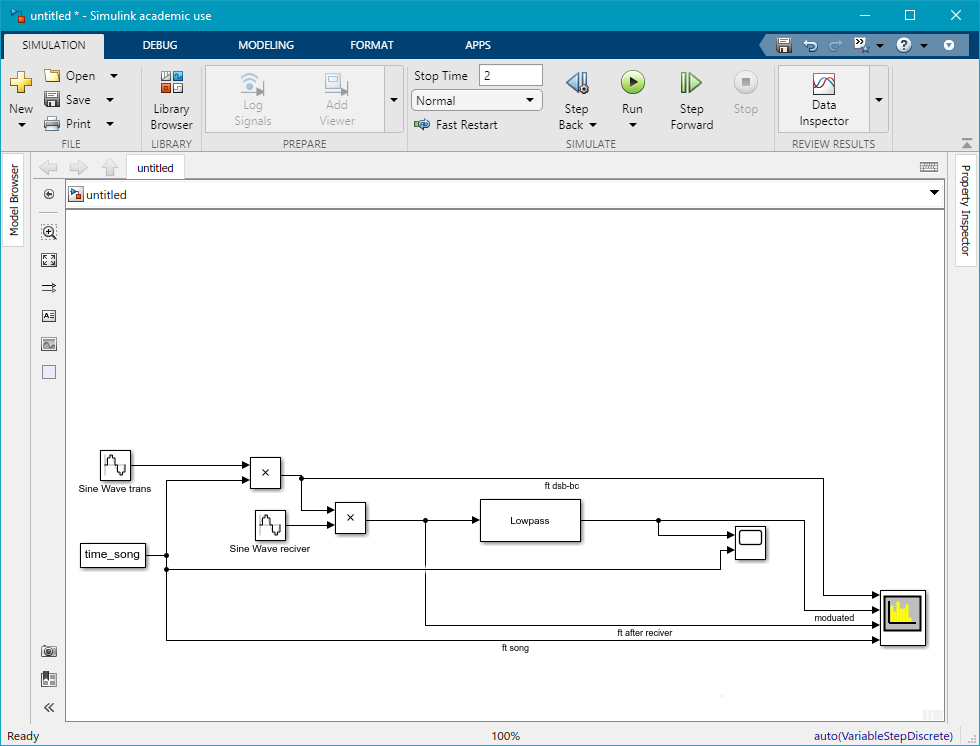 untitled * - Simulink academic use
SIMULATION DEBUG MODELING FORMAT APPS
New
Open
Save
Print
FILE
Library
Browser
LIBRARY
Log
Signals
Add
Viewer
PREPARE
Stop Time 2
Normal
Fast Restart
Step
Back
Run
Step
Forward
Stop
SIMULATE
Data
Inspector
REVIEW RESULTS
Model Browser
untitled
untitled
Property Inspector
Sine Wave trans
×
ft dsb-bc
Sine Wave reciver
×
Lowpass
time_song
moduated
ft after reciver
ft song
Ready
100%
auto(VariableStepDiscrete)